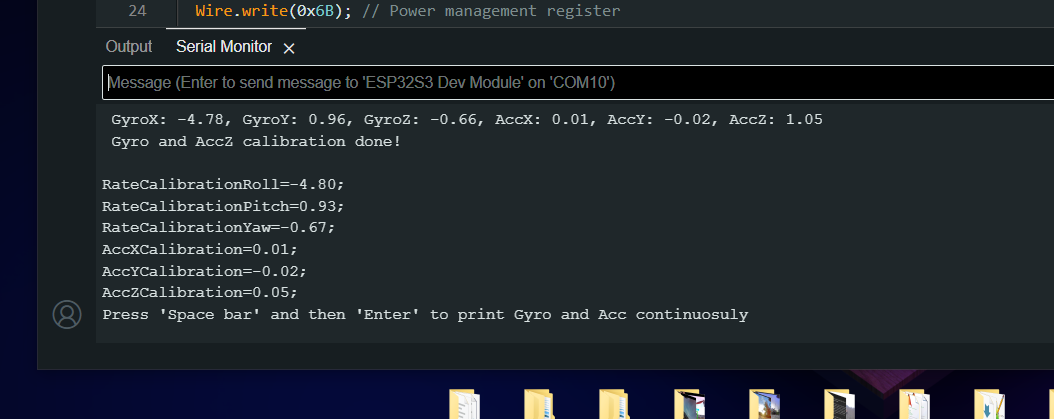 24 Wire.write(0x6B); // Power management register
Output Serial Monitor ×
Message (Enter to send message to 'ESP32S3 Dev Module' on 'COM10')
GyroX: -4.78, GyroY: 0.96, GyroZ: -0.66, AccX: 0.01, AccY: -0.02, AccZ: 1.05
Gyro and AccZ calibration done!
RateCalibrationRoll=-4.80;
RateCalibrationPitch=0.93;
RateCalibrationYaw=-0.67;
AccXCalibration=0.01;
AccYCalibration=-0.02;
AccZCalibration=0.05;
Press 'Space bar' and then 'Enter' to print Gyro and Acc continuosuly